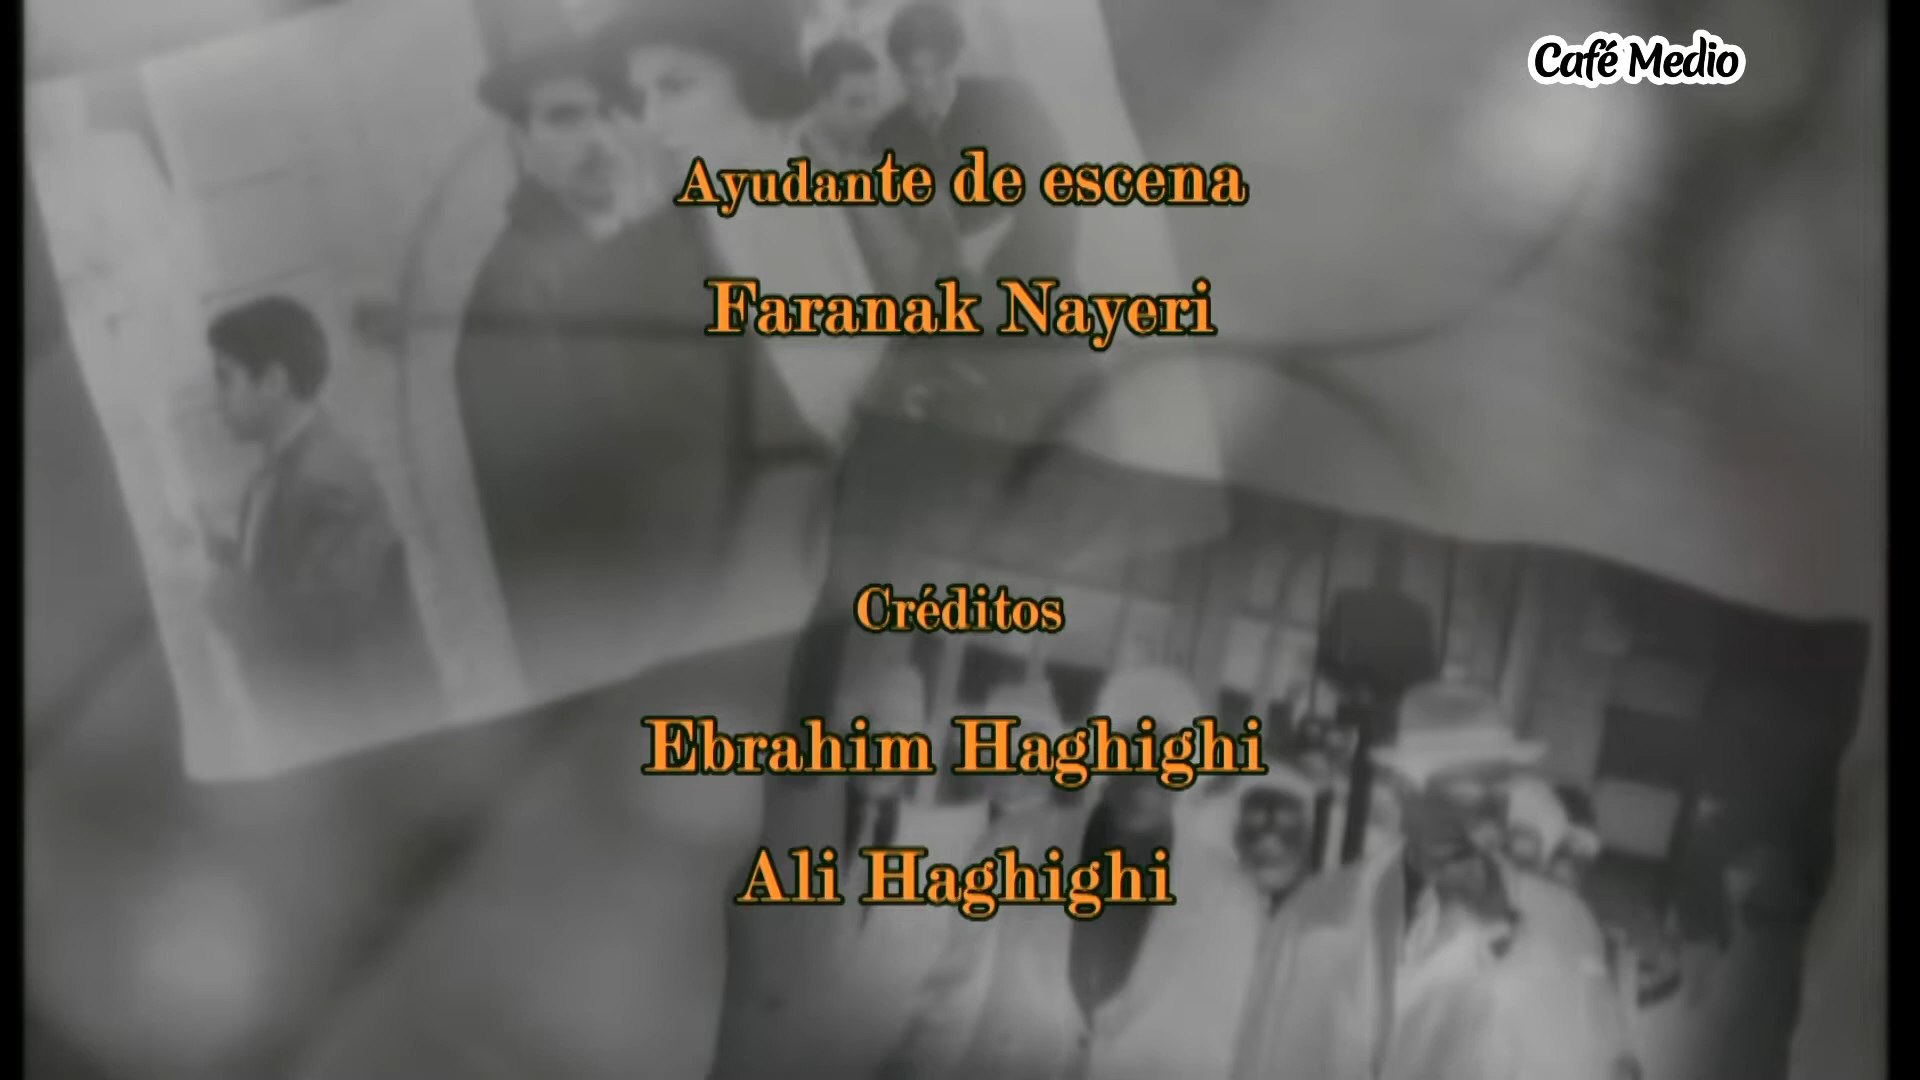 Café Medio
Ayudante de escena
Faranak Nayeri
Créditos
Ebrahim Haghighi
Ali Haghighi